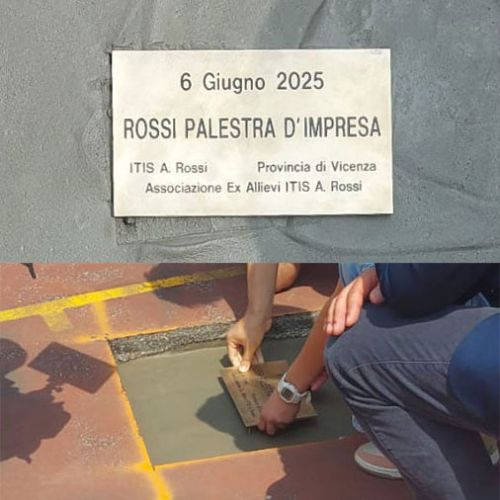 6 Giugno 2025
ROSSI PALESTRA D'IMPRESA
ITIS A. Rossi Provincia di Vicenza
Associazione Ex Allievi ITIS A. Rossi